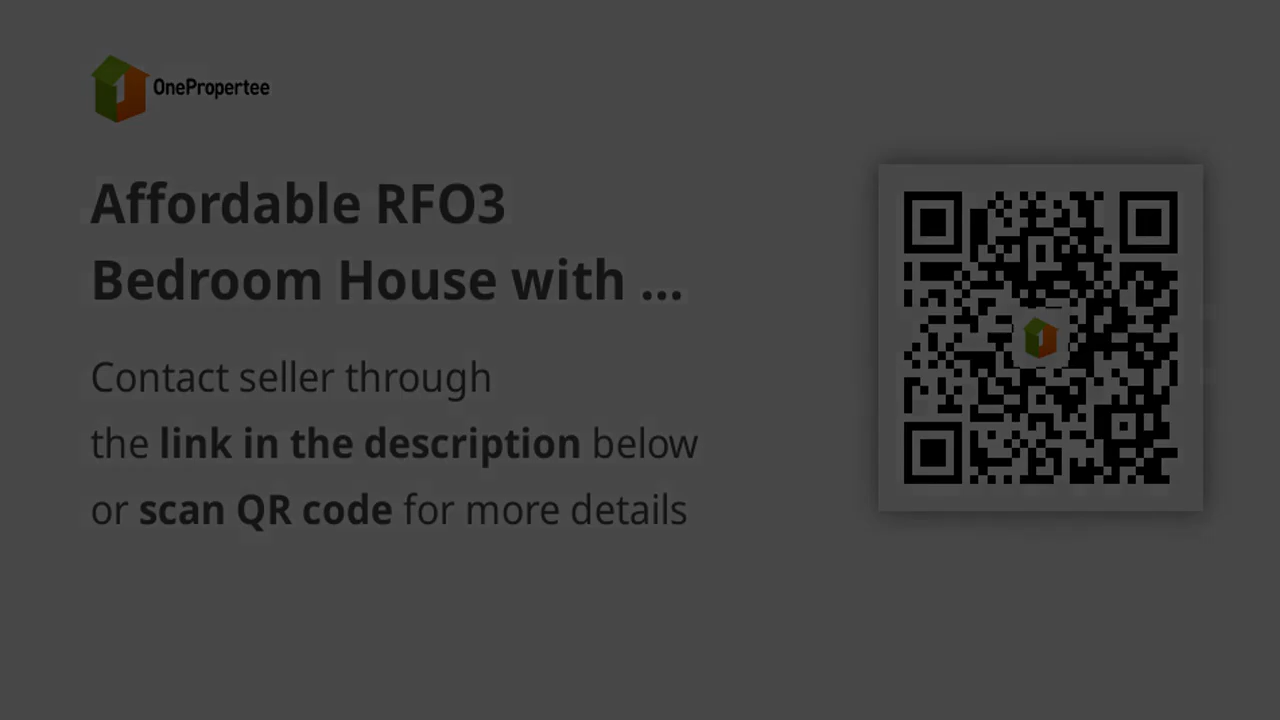 OnePropertee
Affordable RFO3
Bedroom House with ...
Contact seller through
the link in the description below
or scan QR code for more details